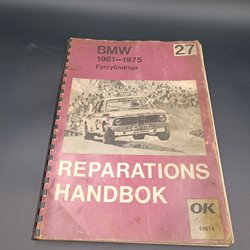 BMW
27
1961—1975
Fyrcylindriga
REPARATIONS
HANDBOK
OK